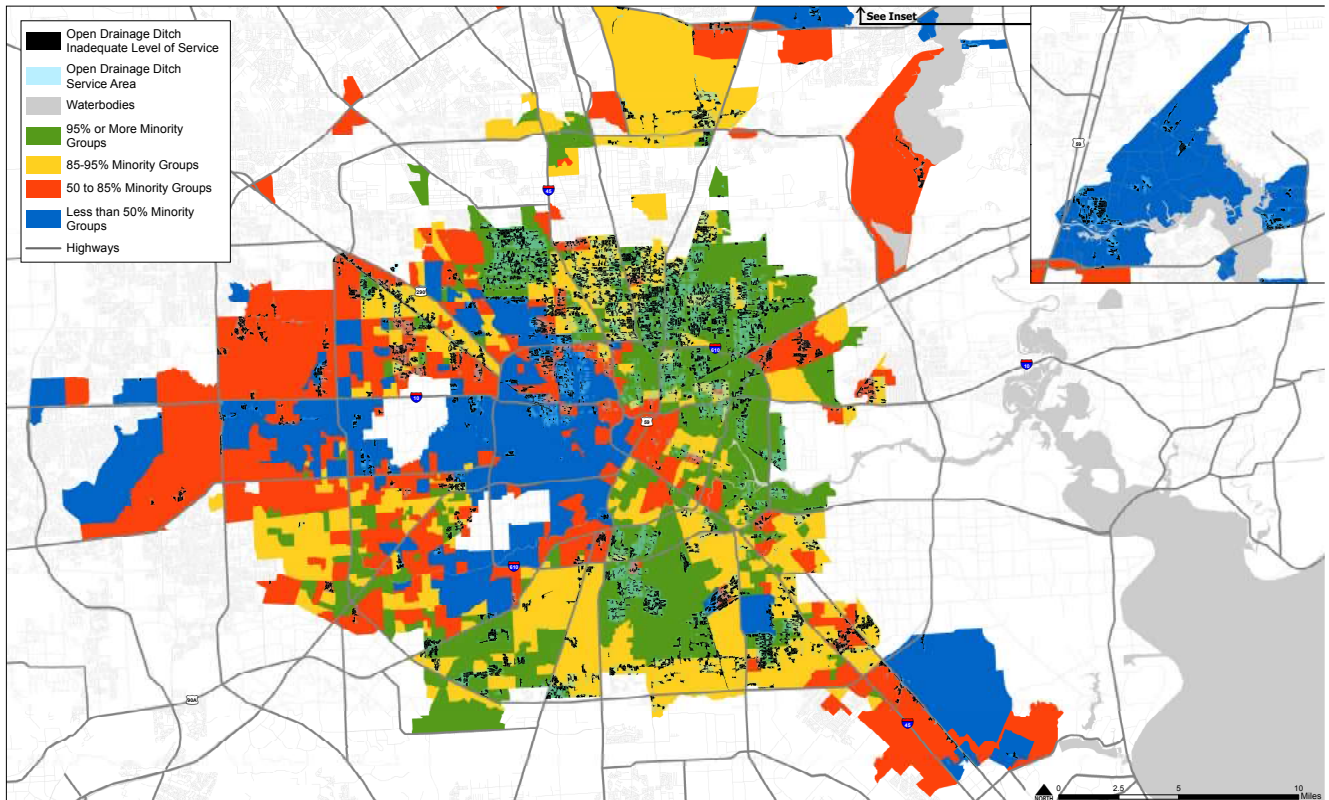 Open Drainage Ditch
Inadequate Level of Service
Open Drainage Ditch
Service Area
Waterbodies
95% or More Minority
Groups
85-95% Minority Groups
50 to 85% Minority Groups
Less than 50% Minority
Groups
Highways
See Inset
59
45
290
610
10
10
59
610
90A
45
NORTH
0 2.5 5 10
Miles